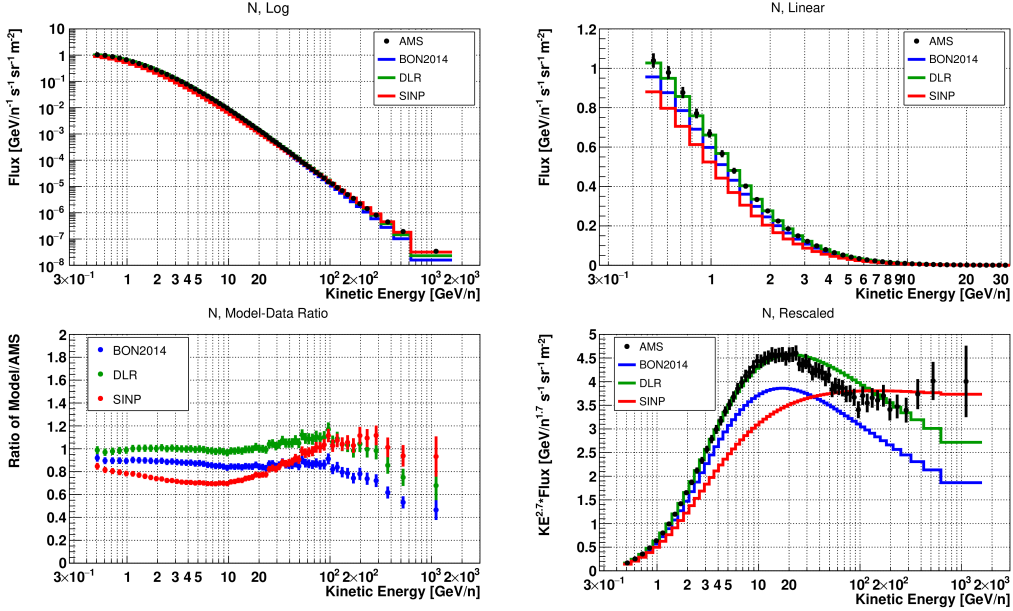 N, Log
Flux [GeV/n⁻¹ s⁻¹ sr⁻¹ m⁻²]
10
1
10⁻¹
10⁻²
10⁻³
10⁻⁴
10⁻⁵
10⁻⁶
10⁻⁷
10⁻⁸
AMS
BON2014
DLR
SINP
3×10⁻¹ 1 2 3 4 5 10 20 10² 2×10² 10³ 2×10³
Kinetic Energy [GeV/n]
N, Linear
Flux [GeV/n⁻¹ s⁻¹ sr⁻¹ m⁻²]
1.2
1
0.8
0.6
0.4
0.2
0
AMS
BON2014
DLR
SINP
3×10⁻¹ 1 2 3 4 5 6 7 8 9 10 20 30
Kinetic Energy [GeV/n]
N, Model-Data Ratio
Ratio of Model/AMS
2
1.8
1.6
1.4
1.2
1
0.8
0.6
0.4
0.2
0
BON2014
DLR
SINP
3×10⁻¹ 1 2 3 4 5 10 20 10² 2×10² 10³ 2×10³
Kinetic Energy [GeV/n]
N, Rescaled
KE²·⁷*Flux [GeV/n¹·⁷ s⁻¹ sr⁻¹ m⁻²]
5
4.5
4
3.5
3
2.5
2
1.5
1
0.5
0
AMS
BON2014
DLR
SINP
3×10⁻¹ 1 2 3 4 5 10 20 10² 2×10² 10³ 2×10³
Kinetic Energy [GeV/n]